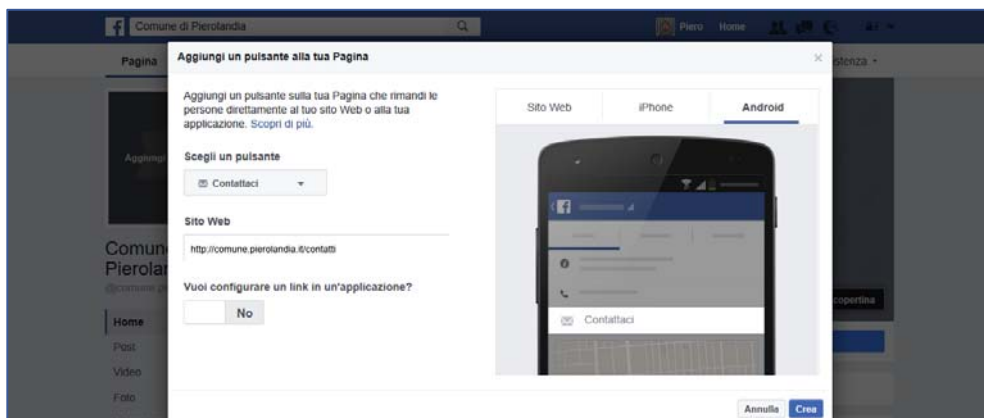 Comune di Pierolandia
Piero Home
Pagina
Aggiungi un pulsante alla tua Pagina
Aggiungi un pulsante sulla tua Pagina che rimandi le
persone direttamente al tuo sito Web o alla tua
applicazione. Scopri di più.
Scegli un pulsante
Contattaci
Sito Web
http://comune.pierolandia.it/contatti
Vuoi configurare un link in un'applicazione?
No
Sito Web iPhone Android
Contattaci
Annulla Crea
Aggiungi
Comun
Pierolan
Home
Post
Video
Foto
copertina